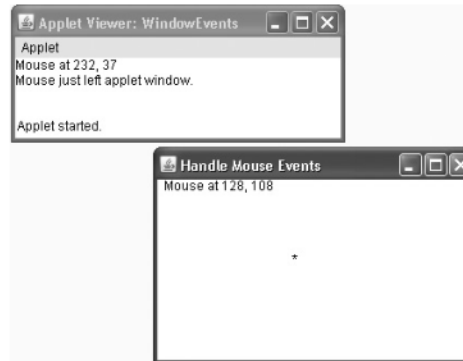 Applet Viewer: WindowEvents
Applet
Mouse at 232, 37
Mouse just left applet window.
Applet started.
Handle Mouse Events
Mouse at 128, 108
*